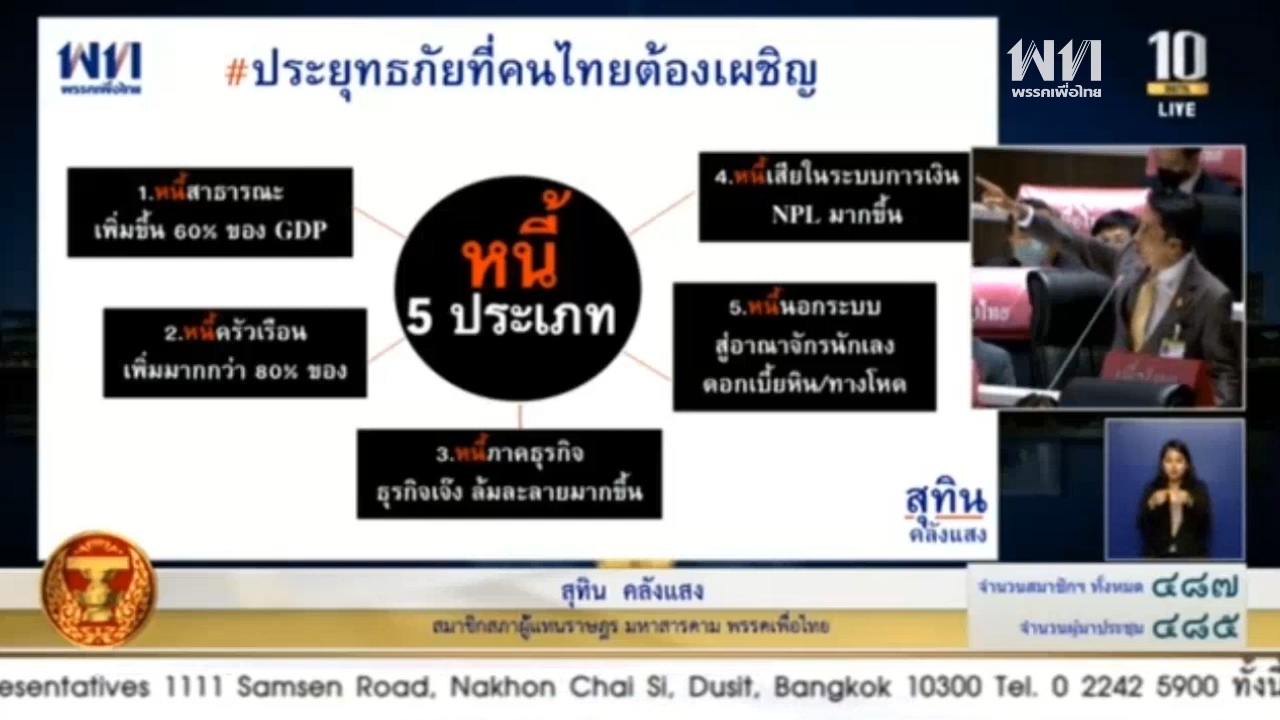 พท
พรรคเพื่อไทย
#ประยุทธภัยที่คนไทยต้องเผชิญ
พท
พรรคเพื่อไทย
10
LIVE
1.หนี้สาธารณะ
เพิ่มขึ้น 60% ของ GDP
4.หนี้เสียในระบบการเงิน
NPL มากขึ้น
หนี้
5 ประเภท
2.หนี้ครัวเรือน
เพิ่มมากกว่า 80% ของ
5.หนี้นอกระบบ
สู่อาณาจักรนักเลง
ดอกเบี้ยหิน/ทางโหด
3.หนี้ภาคธุรกิจ
ธุรกิจเจ๊ง ล้มละลายมากขึ้น
เพื่อไทย
สุทิน
คลังแสง
สุทิน คลังแสง
สมาชิกสภาผู้แทนราษฎร มหาสารคาม พรรคเพื่อไทย
จำนวนสมาชิกฯ ทั้งหมด ๔๘๗
จำนวนผู้มาประชุม ๔๘๕
esentatives 1111 Samsen Road, Nakhon Chai Si, Dusit, Bangkok 10300 Tel. 0 2242 5900 ทั้งนี้